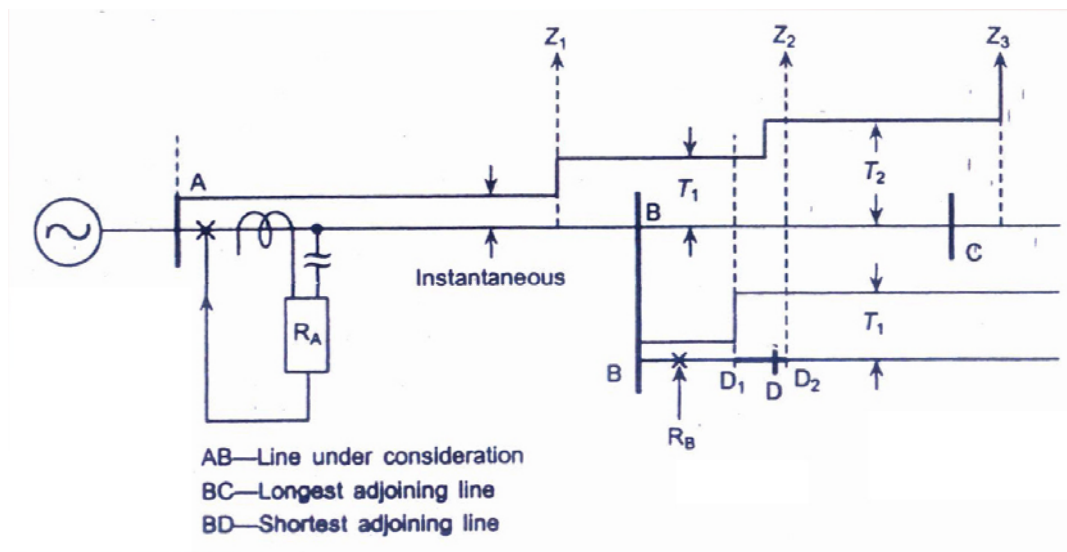 Z1 Z2 Z3
A
T1
T2
B
C
Instantaneous
RA
T1
B
D1 D D2
RB
AB—Line under consideration
BC—Longest adjoining line
BD—Shortest adjoining line